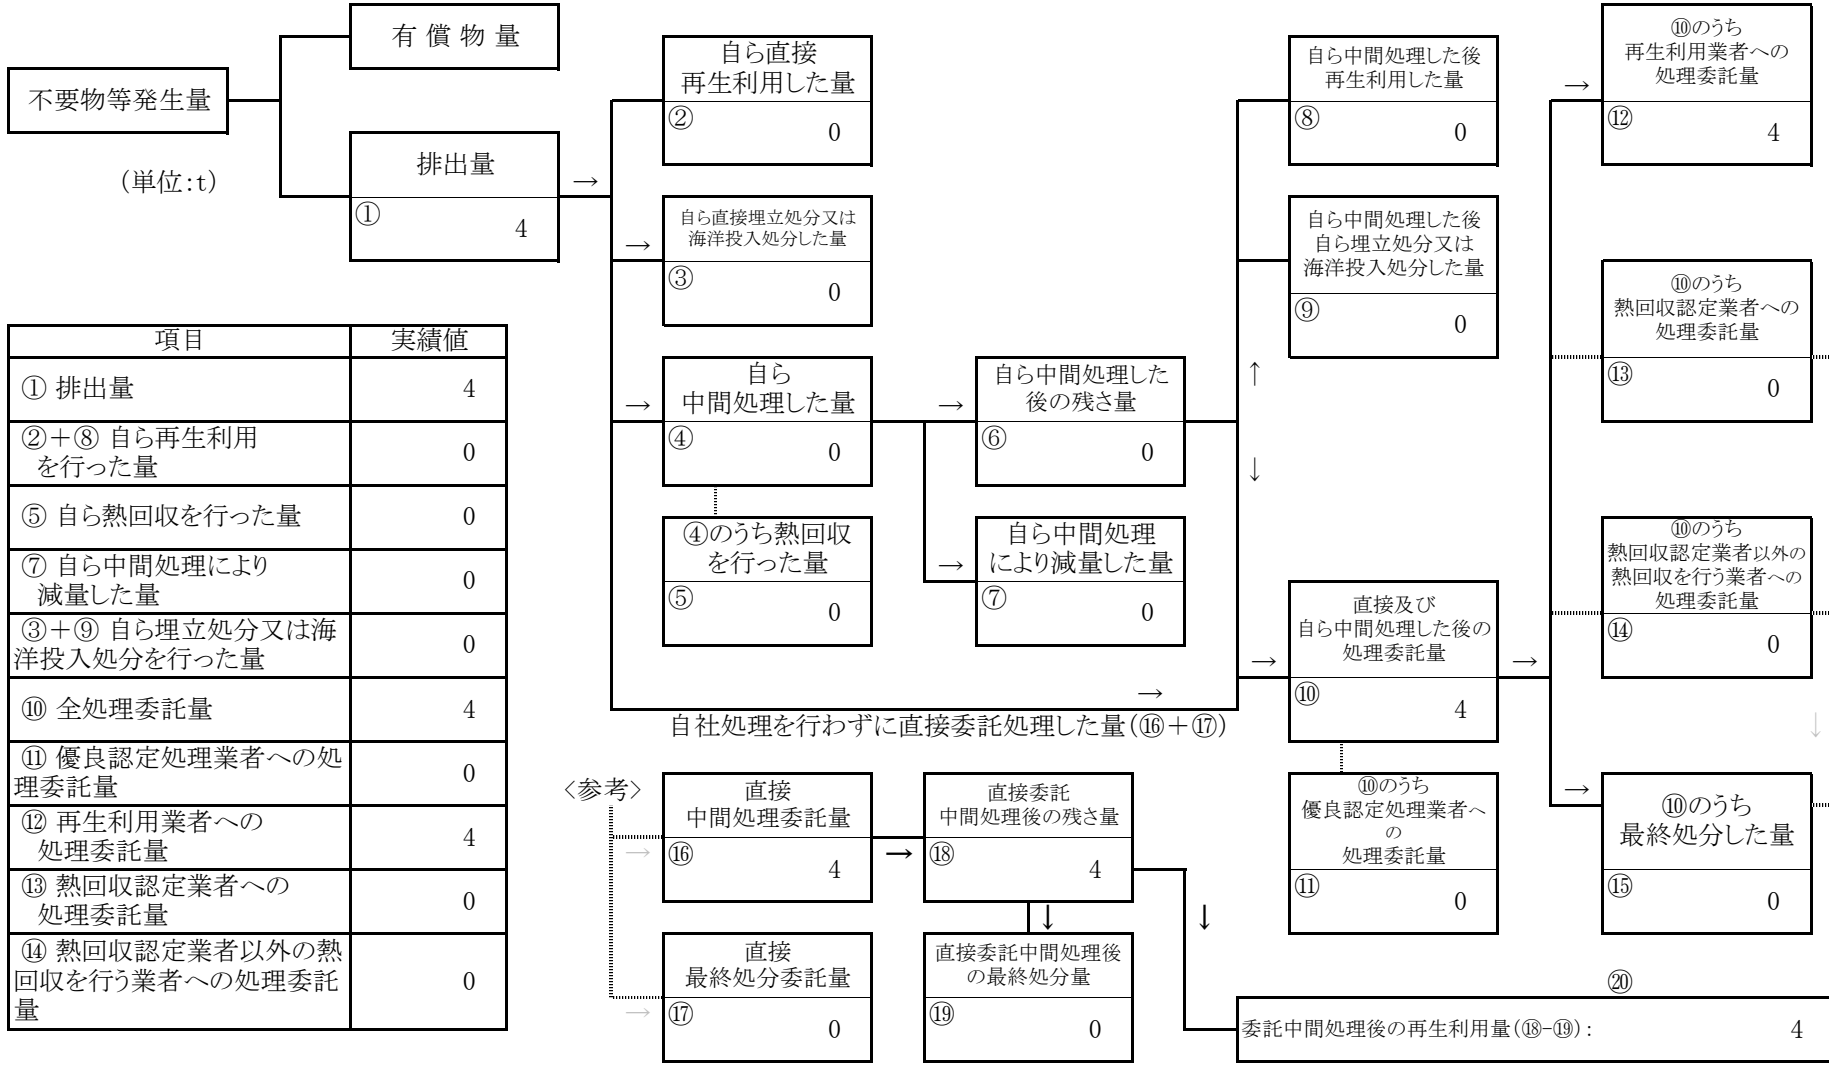 有 償 物 量
不要物等発生量
(単位:t)
排出量
①
4
→
自ら直接
再生利用した量
②
0
→
自ら直接埋立処分又は
海洋投入処分した量
③
0
→
自ら
中間処理した量
④
0
④のうち熱回収
を行った量
⑤
0
→
自ら中間処理した
後の残さ量
⑥
0
→
自ら中間処理
により減量した量
⑦
0
自ら中間処理した後
再生利用した量
⑧
0
自ら中間処理した後
自ら埋立処分又は
海洋投入処分した量
⑨
0
↑
↓
→
自社処理を行わずに直接委託処理した量(⑯+⑰)
→
直接及び
自ら中間処理した後の
処理委託量
⑩
4
⑩のうち
優良認定処理業者へ
の
処理委託量
⑪
0
→
→
⑩のうち
再生利用業者への
処理委託量
⑫
4
⑩のうち
熱回収認定業者への
処理委託量
⑬
0
⑩のうち
熱回収認定業者以外の
熱回収を行う業者への
処理委託量
⑭
0
↓
→
⑩のうち
最終処分した量
⑮
0
項目 実績値
① 排出量 4
②+⑧ 自ら再生利用
を行った量 0
⑤ 自ら熱回収を行った量 0
⑦ 自ら中間処理により
減量した量 0
③+⑨ 自ら埋立処分又は海
洋投入処分を行った量 0
⑩ 全処理委託量 4
⑪ 優良認定処理業者への処
理委託量 0
⑫ 再生利用業者への
処理委託量 4
⑬ 熱回収認定業者への
処理委託量 0
⑭ 熱回収認定業者以外の熱
回収を行う業者への処理委託
量 0
〈参考〉
→
直接
中間処理委託量
⑯
4
→
直接委託
中間処理後の残さ量
⑱
4
↓
↓
→
直接
最終処分委託量
⑰
0
直接委託中間処理後
の最終処分量
⑲
0
⑳
委託中間処理後の再生利用量(⑱-⑲): 4